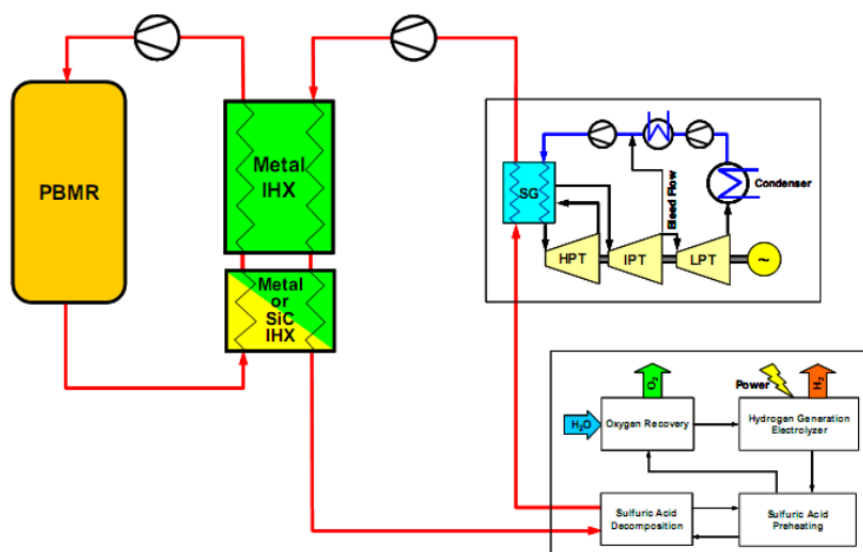 PBMR
Metal
IHX
Metal
or
SiC
IHX
SG
Bleed Flow
Condenser
HPT
IPT
LPT
~
O2
Power
H2
H2O
Oxygen Recovery
Hydrogen Generation
Electrolyzer
Sulfuric Acid
Decomposition
Sulfuric Acid
Preheating